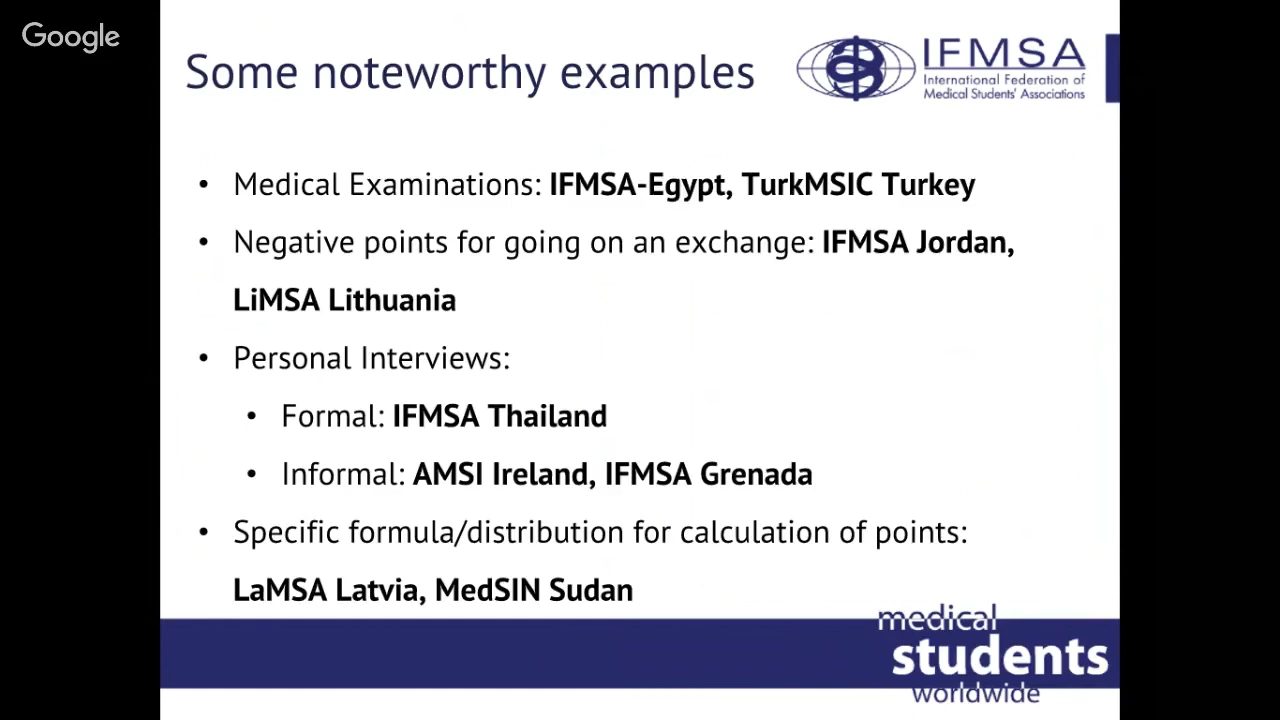 Google
Some noteworthy examples
IFMSA
International Federation of
Medical Students' Associations
• Medical Examinations: IFMSA-Egypt, TurkMSIC Turkey
• Negative points for going on an exchange: IFMSA Jordan,
LiMSA Lithuania
• Personal Interviews:
• Formal: IFMSA Thailand
• Informal: AMSI Ireland, IFMSA Grenada
• Specific formula/distribution for calculation of points:
LaMSA Latvia, MedSIN Sudan
medical
students
worldwide